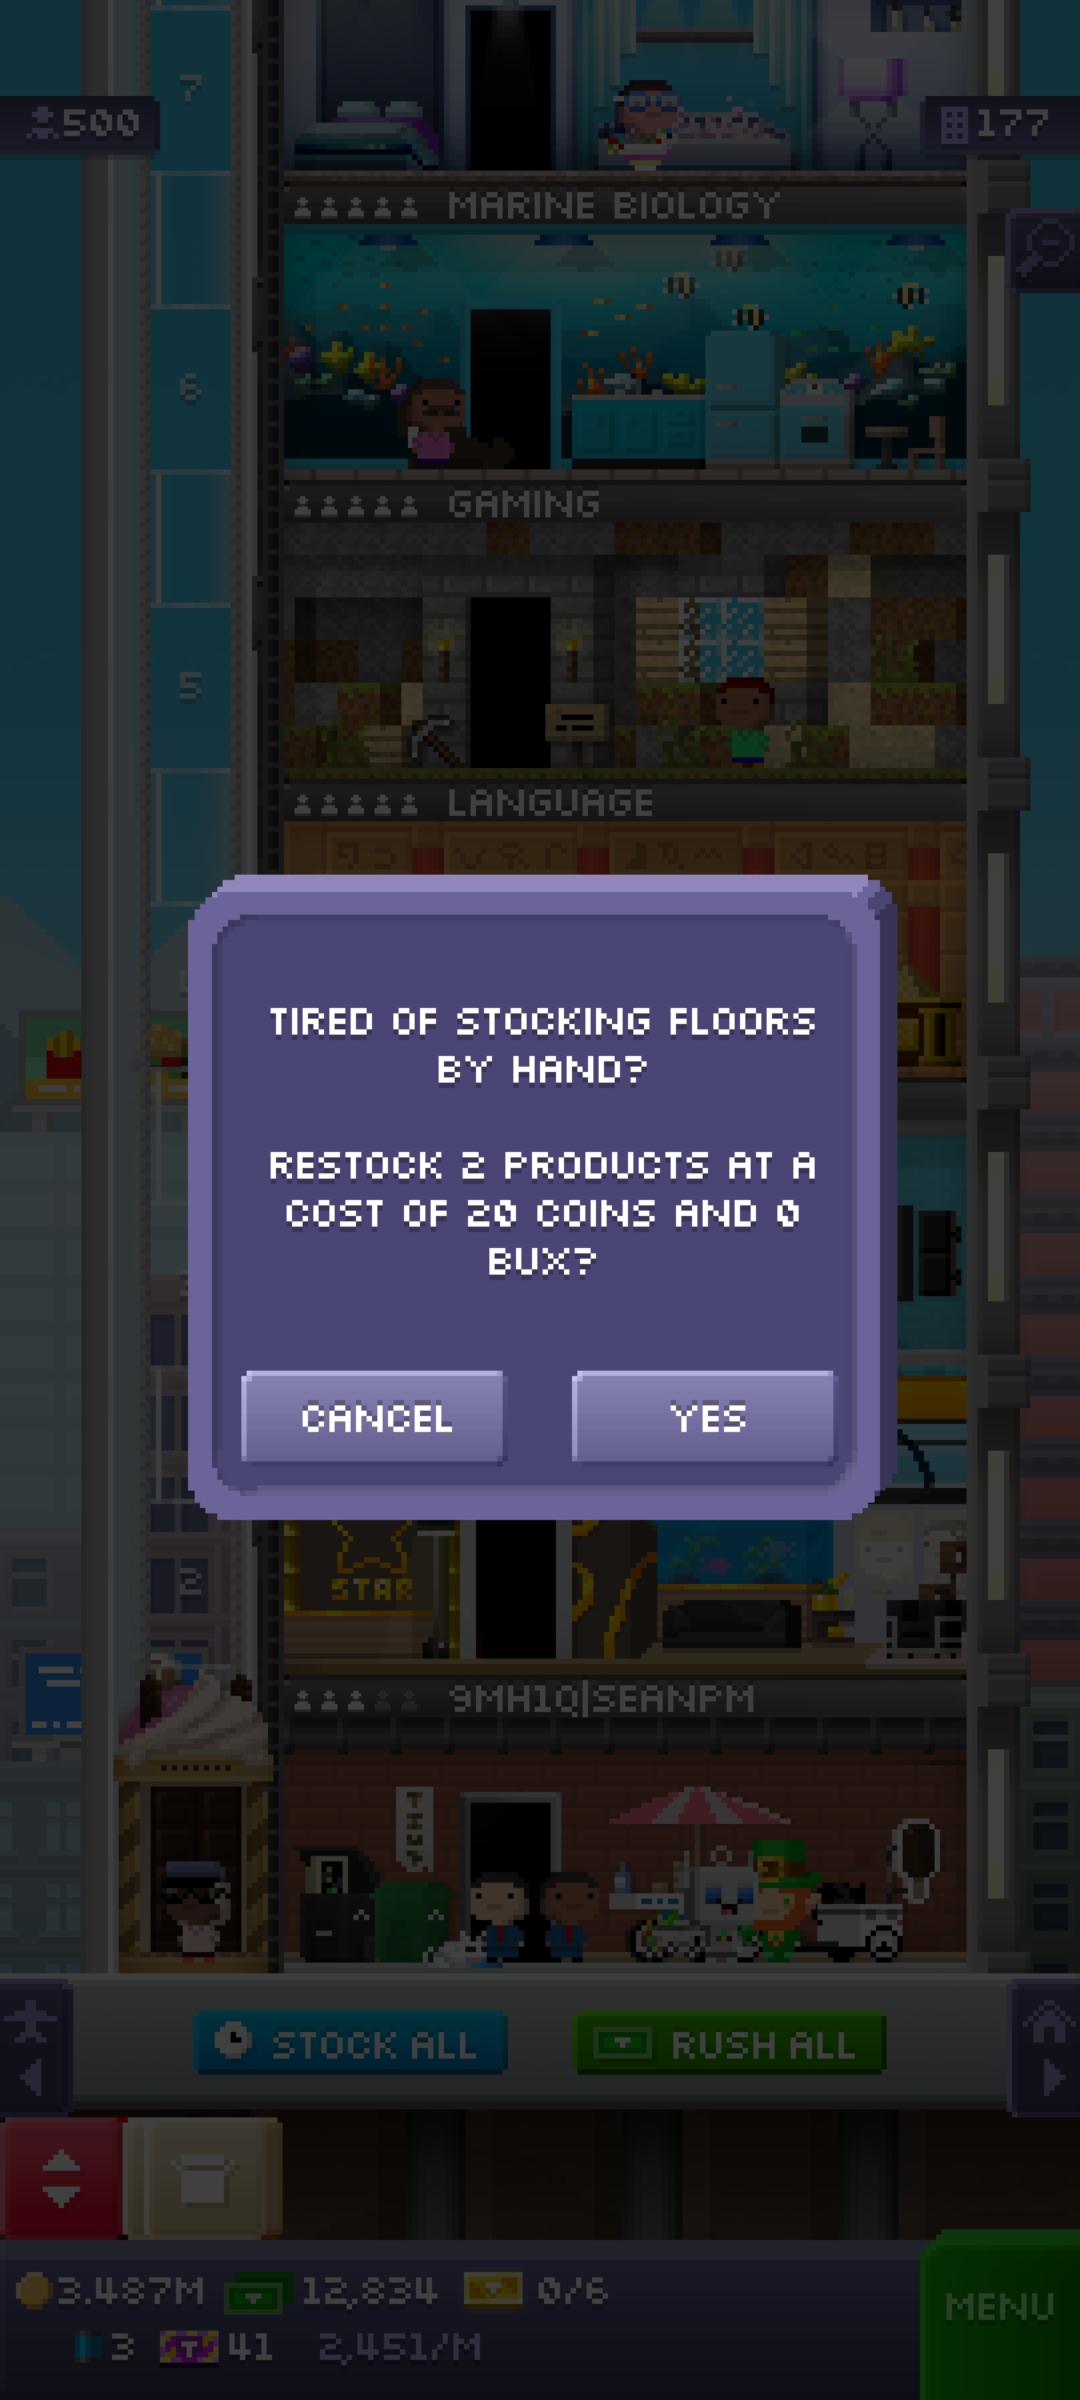 7
500
177
MARINE BIOLOGY
6
GAMING
5
LANGUAGE
TIRED OF STOCKING FLOORS
BY HAND?
RESTOCK 2 PRODUCTS AT A
COST OF 20 COINS AND 0
BUX?
CANCEL
YES
STAR
2
9MH1Q|SEANPM
STOCK ALL
RUSH ALL
3.487M
12,834
0/6
MENU
3
41
2,451/M